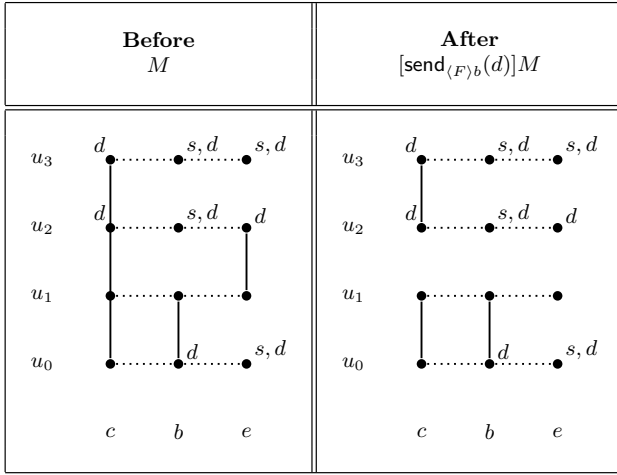 Before After
M [send⟨F⟩b(d)]M
d s, d s, d d s, d s, d
u3 u3
d s, d d d s, d d
u2 u2
u1 u1
d s, d d s, d
u0 u0
c b e c b e